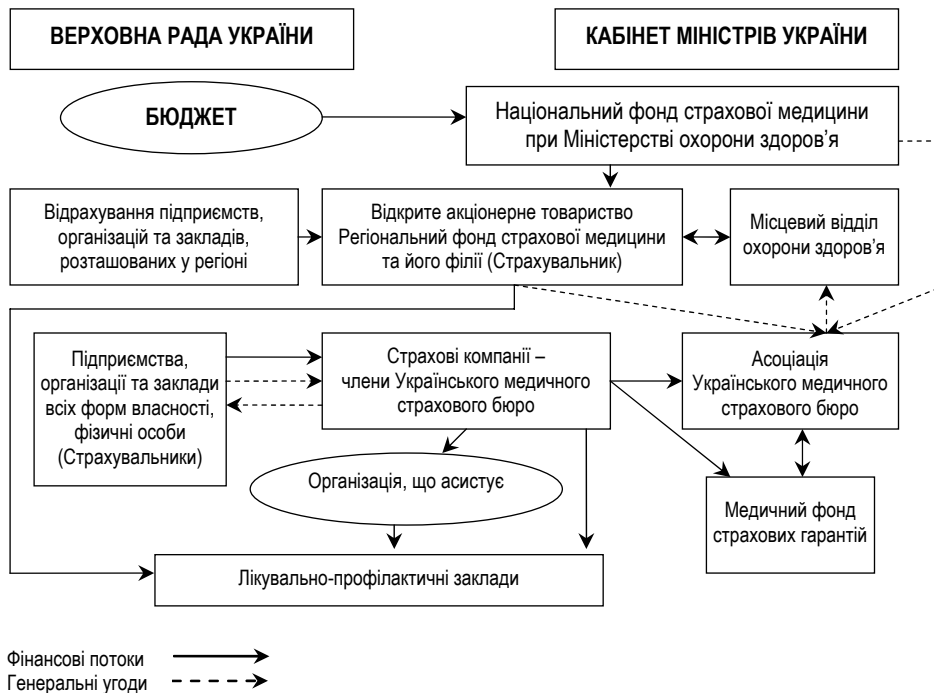 ВЕРХОВНА РАДА УКРАЇНИ
КАБІНЕТ МІНІСТРІВ УКРАЇНИ
БЮДЖЕТ
Національний фонд страхової медицини
при Міністерстві охорони здоров’я
Відрахування підприємств,
організацій та закладів,
розташованих у регіоні
Відкрите акціонерне товариство
Регіональний фонд страхової медицини
та його філії (Страхувальник)
Місцевий відділ
охорони здоров’я
Підприємства,
організації та заклади
всіх форм власності,
фізичні особи
(Страхувальники)
Страхові компанії –
члени Українського медичного
страхового бюро
Асоціація
Українського медичного
страхового бюро
Організація, що асистує
Медичний фонд
страхових гарантій
Лікувально-профілактичні заклади
Фінансові потоки
Генеральні угоди